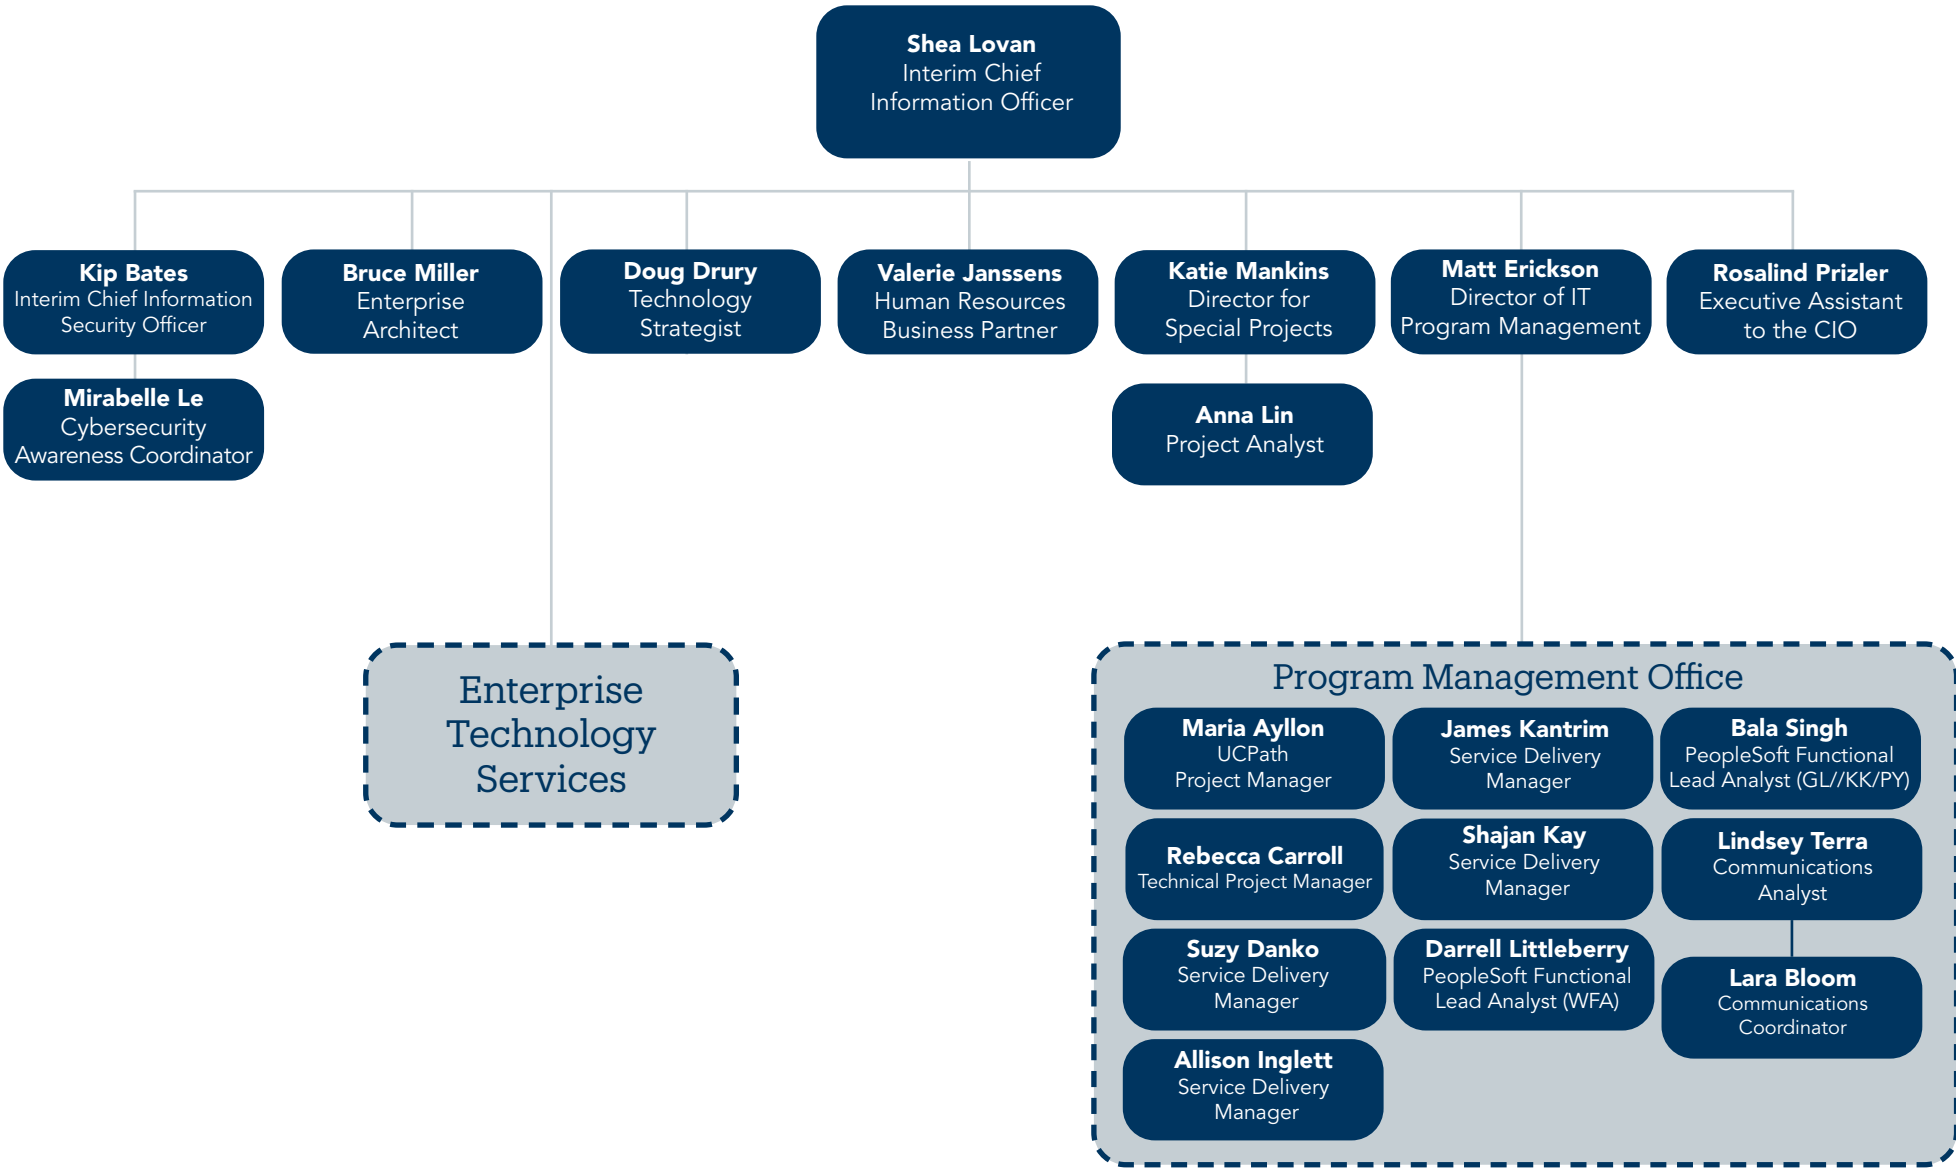 Shea Lovan
Interim Chief
Information Officer
Kip Bates
Interim Chief Information
Security Officer
Bruce Miller
Enterprise
Architect
Doug Drury
Technology
Strategist
Valerie Janssens
Human Resources
Business Partner
Katie Mankins
Director for
Special Projects
Matt Erickson
Director of IT
Program Management
Rosalind Prizler
Executive Assistant
to the CIO
Mirabelle Le
Cybersecurity
Awareness Coordinator
Anna Lin
Project Analyst
Enterprise
Technology
Services
Program Management Office
Maria Ayllon
UCPath
Project Manager
James Kantrim
Service Delivery
Manager
Bala Singh
PeopleSoft Functional
Lead Analyst (GL//KK/PY)
Rebecca Carroll
Technical Project Manager
Shajan Kay
Service Delivery
Manager
Lindsey Terra
Communications
Analyst
Suzy Danko
Service Delivery
Manager
Darrell Littleberry
PeopleSoft Functional
Lead Analyst (WFA)
Lara Bloom
Communications
Coordinator
Allison Inglett
Service Delivery
Manager